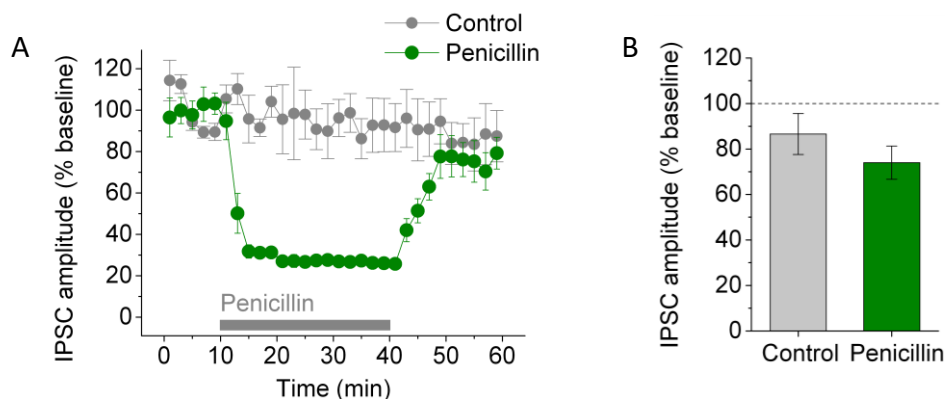 A
Control
Penicillin
IPSC amplitude (% baseline)
120
100
80
60
40
20
0
Penicillin
0 10 20 30 40 50 60
Time (min)
B
IPSC amplitude (% baseline)
120
100
80
60
40
20
0
Control Penicillin